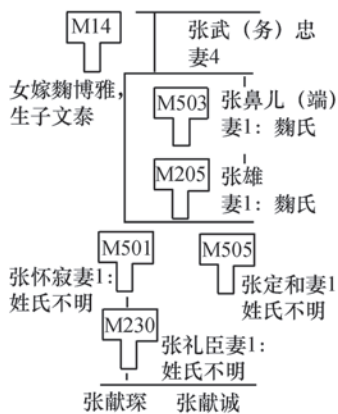 M14
张武（务）忠
妻4
女嫁麴博雅，
生子文泰
M503
张鼻儿（端）
妻1：麴氏
M205
张雄
妻1：麴氏
M501
M505
张怀寂妻1：
姓氏不明
张定和妻1
姓氏不明
M230
张礼臣妻1：
姓氏不明
张献琛
张献诚